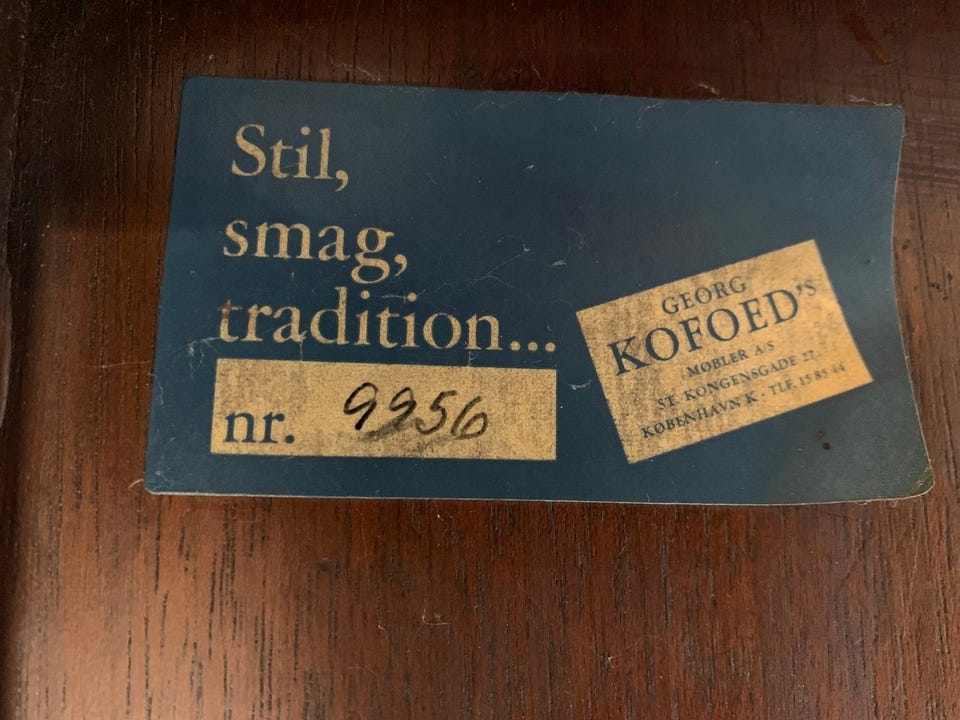 Stil,
smag,
tradition...
nr. 9956
GEORG
KOFOED'S
MØBLER A/S
ST. KONGENSGADE 27
KØBENHAVN K - TLF. 15 85 44